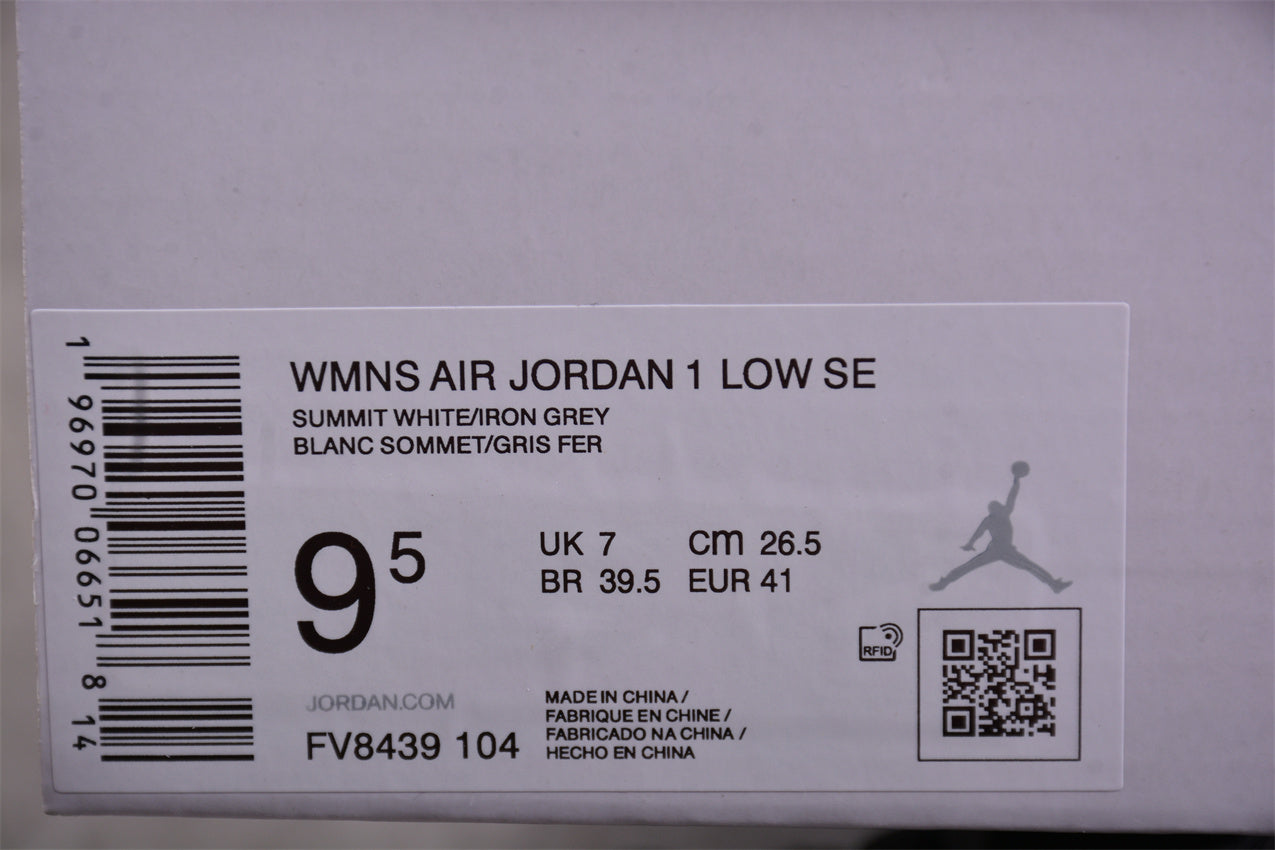 WMNS AIR JORDAN 1 LOW SE
SUMMIT WHITE/IRON GREY
BLANC SOMMET/GRIS FER
9 5
UK 7 cm 26.5
BR 39.5 EUR 41
RFID
JORDAN.COM
FV8439 104
MADE IN CHINA /
FABRIQUE EN CHINE /
FABRICADO NA CHINA /
HECHO EN CHINA
1 96970 06651 8 14